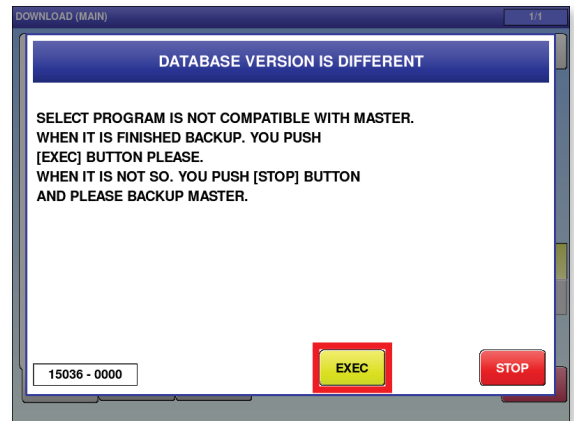 DOWNLOAD (MAIN)
1/1
DATABASE VERSION IS DIFFERENT
SELECT PROGRAM IS NOT COMPATIBLE WITH MASTER.
WHEN IT IS FINISHED BACKUP. YOU PUSH
[EXEC] BUTTON PLEASE.
WHEN IT IS NOT SO. YOU PUSH [STOP] BUTTON
AND PLEASE BACKUP MASTER.
15036 - 0000
EXEC
STOP